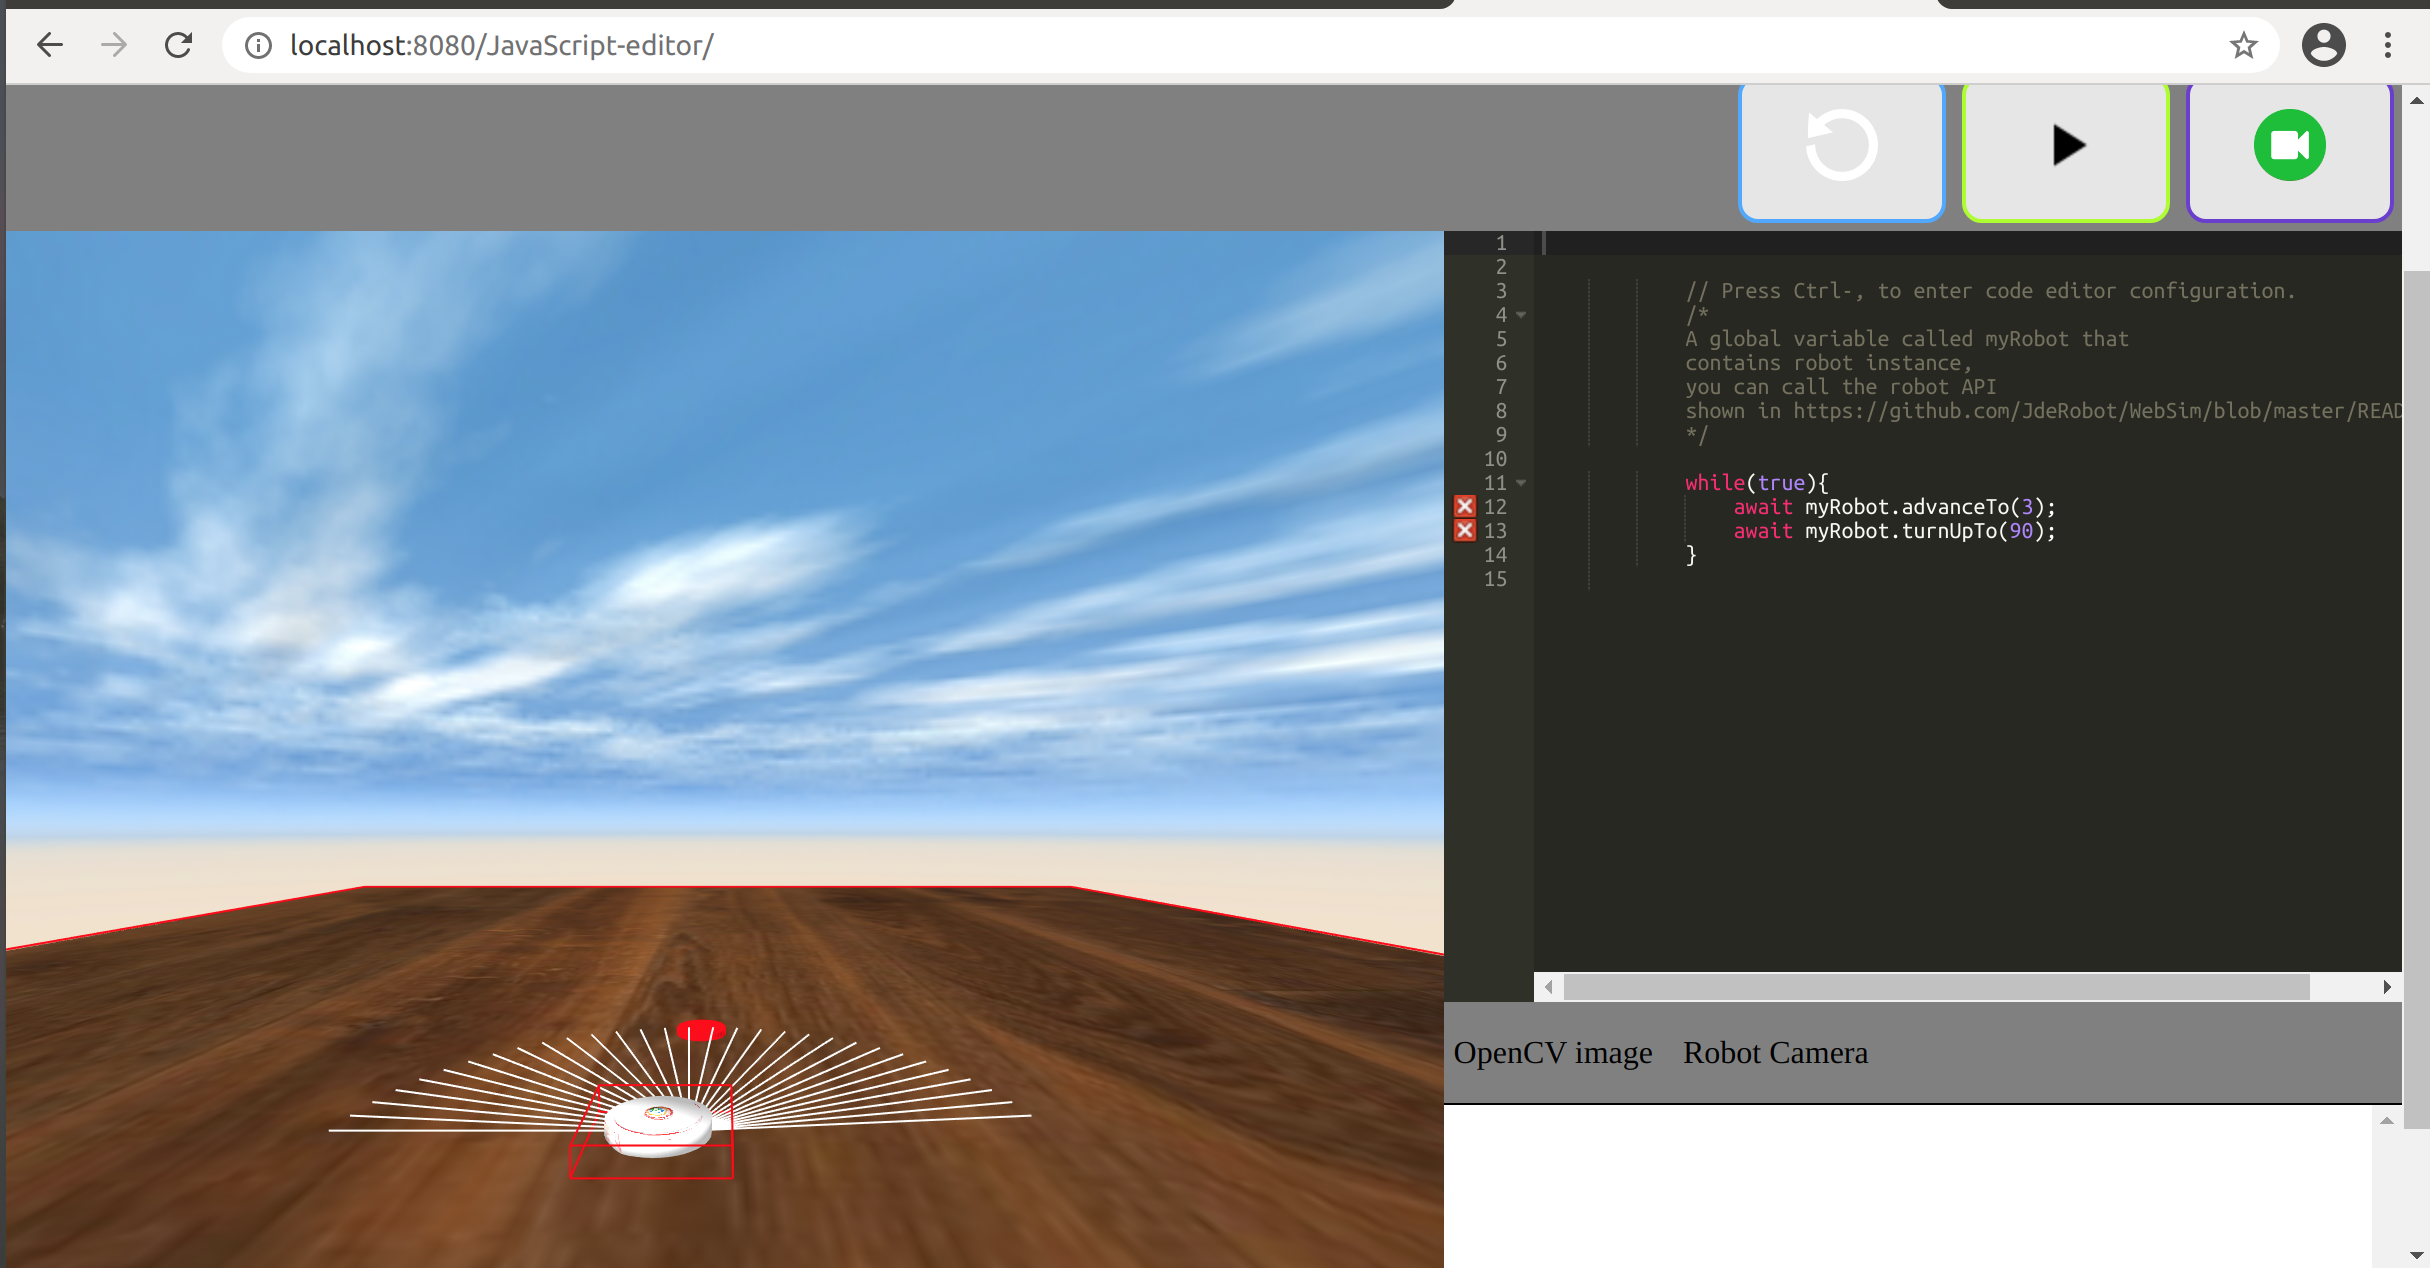 localhost:8080/JavaScript-editor/
1
2
3 // Press Ctrl-, to enter code editor configuration.
4 /*
5 A global variable called myRobot that
6 contains robot instance,
7 you can call the robot API
8 shown in https://github.com/JdeRobot/WebSim/blob/master/READ
9 */
10
11 while(true){
12 await myRobot.advanceTo(3);
13 await myRobot.turnUpTo(90);
14 }
15
OpenCV image Robot Camera